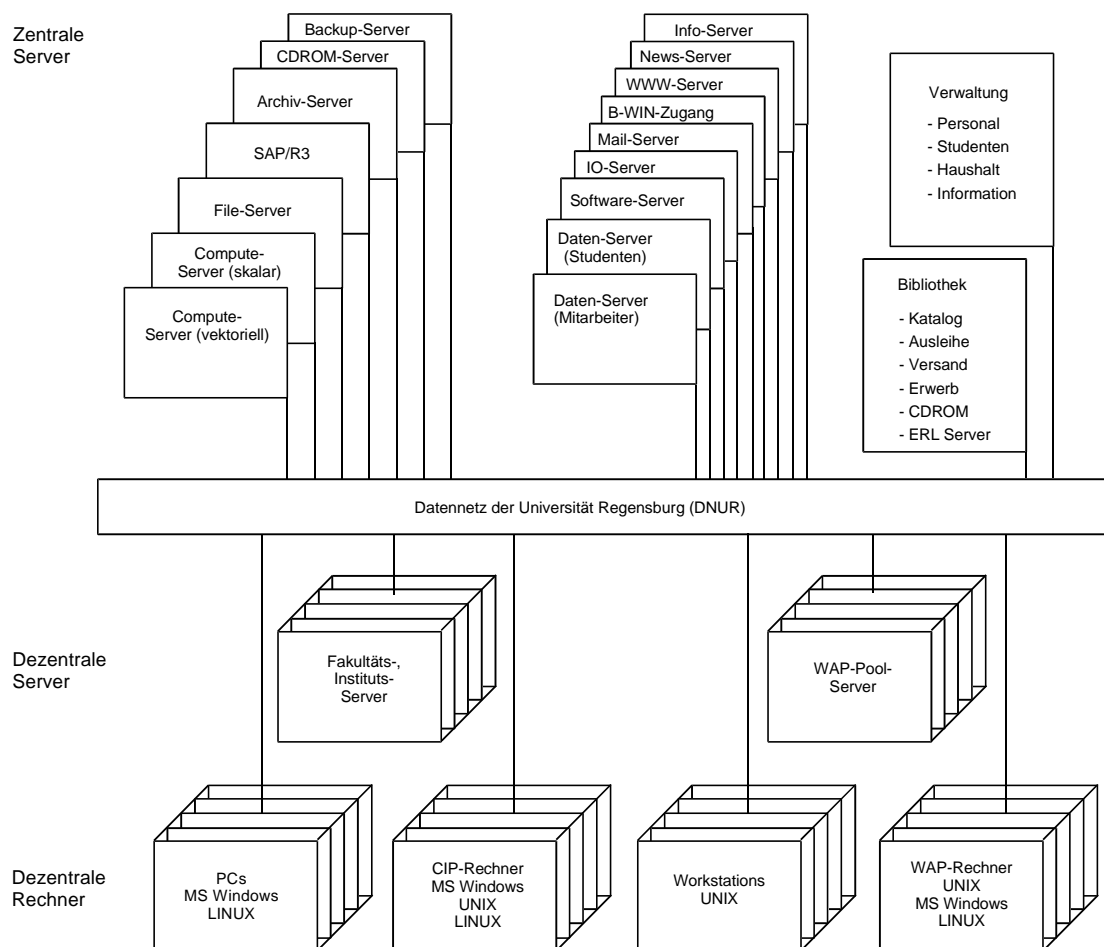 Zentrale
Server
Backup-Server
CDROM-Server
Archiv-Server
SAP/R3
File-Server
Compute-
Server (skalar)
Compute-
Server (vektoriell)
Info-Server
News-Server
WWW-Server
B-WIN-Zugang
Mail-Server
IO-Server
Software-Server
Daten-Server
(Studenten)
Daten-Server
(Mitarbeiter)
Verwaltung
- Personal
- Studenten
- Haushalt
- Information
Bibliothek
- Katalog
- Ausleihe
- Versand
- Erwerb
- CDROM
- ERL Server
Datennetz der Universität Regensburg (DNUR)
Dezentrale
Server
Fakultäts-,
Instituts-
Server
WAP-Pool-
Server
Dezentrale
Rechner
PCs
MS Windows
LINUX
CIP-Rechner
MS Windows
UNIX
LINUX
Workstations
UNIX
WAP-Rechner
UNIX
MS Windows
LINUX